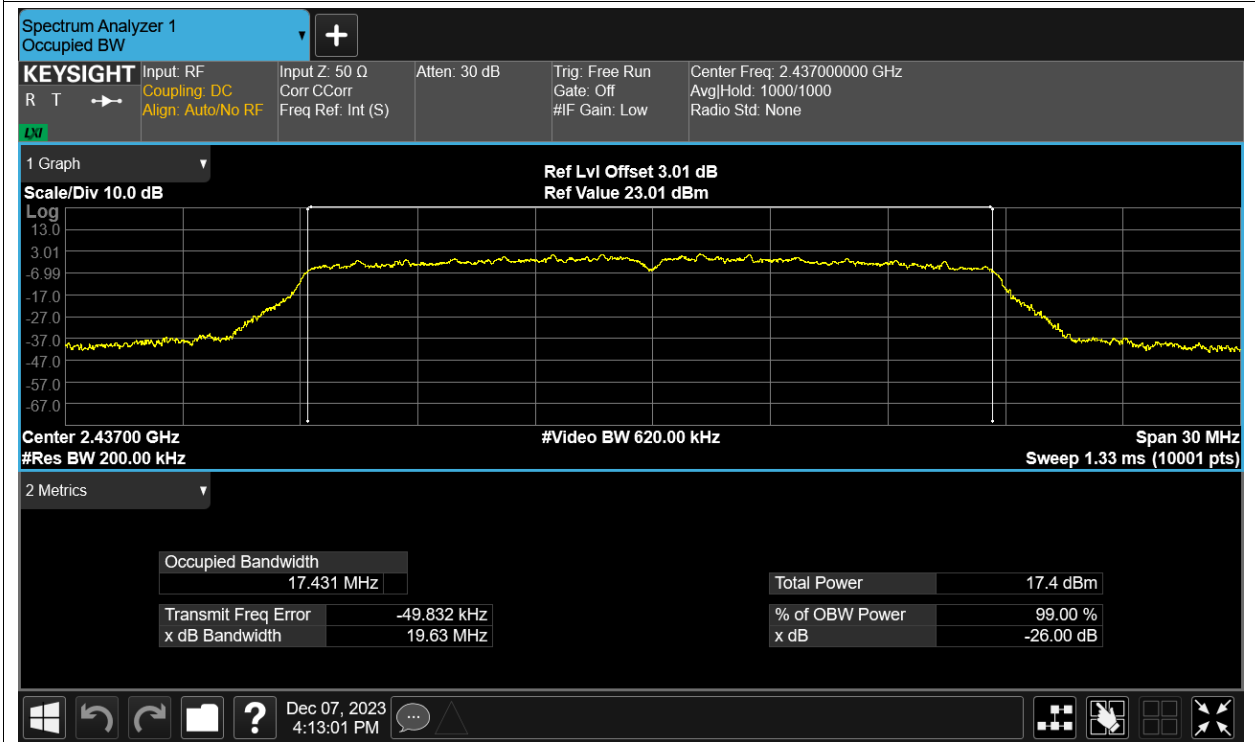 Spectrum Analyzer 1
Occupied BW
KEYSIGHT
R T
LXI
Input: RF
Coupling: DC
Align: Auto/No RF
Input Z: 50 Ω
Corr CCorr
Freq Ref: Int (S)
Atten: 30 dB
Trig: Free Run
Gate: Off
#IF Gain: Low
Center Freq: 2.437000000 GHz
Avg|Hold: 1000/1000
Radio Std: None
1 Graph
Scale/Div 10.0 dB
Ref Lvl Offset 3.01 dB
Ref Value 23.01 dBm
Log
13.0
3.01
-6.99
-17.0
-27.0
-37.0
-47.0
-57.0
-67.0
Center 2.43700 GHz
#Res BW 200.00 kHz
#Video BW 620.00 kHz
Span 30 MHz
Sweep 1.33 ms (10001 pts)
2 Metrics
Occupied Bandwidth
17.431 MHz
Transmit Freq Error -49.832 kHz
x dB Bandwidth 19.63 MHz
Total Power 17.4 dBm
% of OBW Power 99.00 %
x dB -26.00 dB
?
Dec 07, 2023
4:13:01 PM